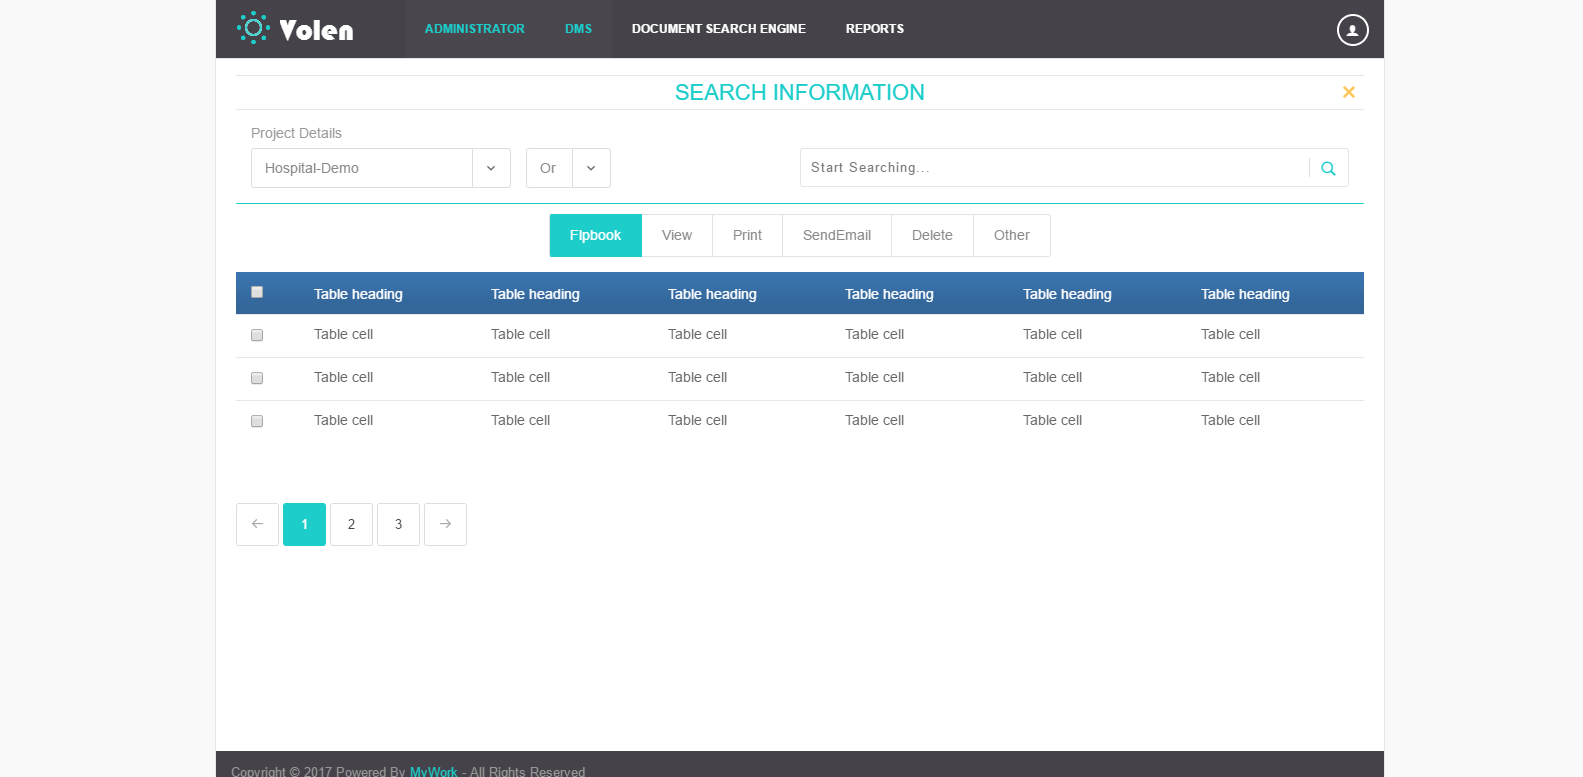 Volen
ADMINISTRATOR DMS DOCUMENT SEARCH ENGINE REPORTS
SEARCH INFORMATION
Project Details
Hospital-Demo Or Start Searching...
Flpbook View Print SendEmail Delete Other
Table heading Table heading Table heading Table heading Table heading Table heading
Table cell Table cell Table cell Table cell Table cell Table cell
Table cell Table cell Table cell Table cell Table cell Table cell
Table cell Table cell Table cell Table cell Table cell Table cell
1 2 3
Copyright © 2017 Powered By MyWork - All Rights Reserved